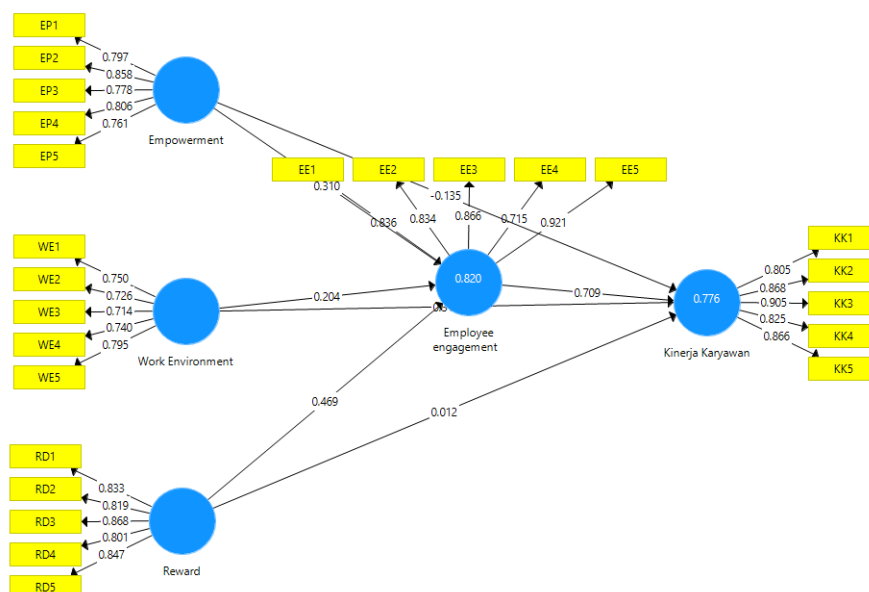 EP1
0.797
EP2
0.858
EP3
0.778
EP4
0.806
EP5
0.761
Empowerment
EE1
EE2
EE3
EE4
EE5
0.310
-0.135
0.836
0.834
0.866
0.715
0.921
WE1
0.750
WE2
0.726
WE3
0.714
WE4
0.740
WE5
0.795
Work Environment
0.204
0.820
Employee
engagement
0.709
0.776
Kinerja Karyawan
KK1
0.805
KK2
0.868
KK3
0.905
KK4
0.825
KK5
0.866
0.469
0.012
RD1
0.833
RD2
0.819
RD3
0.868
RD4
0.801
RD5
0.847
Reward